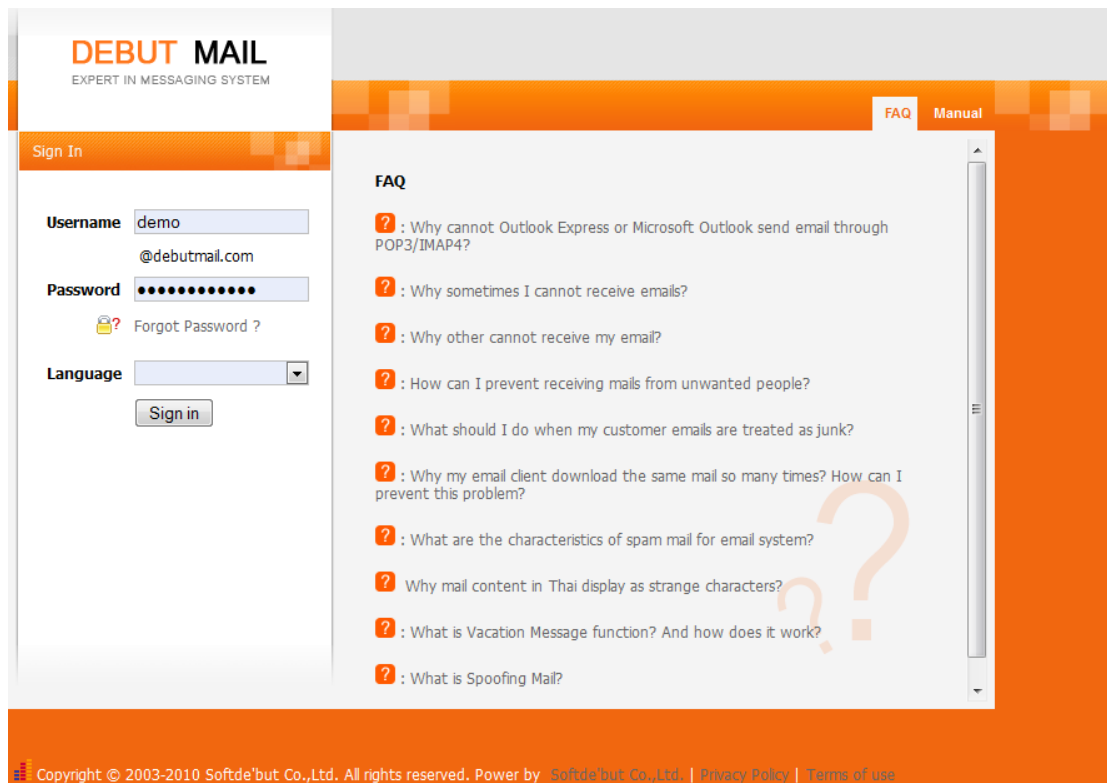 DEBUT MAIL
EXPERT IN MESSAGING SYSTEM
FAQ
Manual
Sign In
Username
demo
@debutmail.com
Password
••••••••••••
? Forgot Password ?
Language
Sign in
FAQ
? : Why cannot Outlook Express or Microsoft Outlook send email through
POP3/IMAP4?
? : Why sometimes I cannot receive emails?
? : Why other cannot receive my email?
? : How can I prevent receiving mails from unwanted people?
? : What should I do when my customer emails are treated as junk?
? : Why my email client download the same mail so many times? How can I
prevent this problem?
? : What are the characteristics of spam mail for email system?
? Why mail content in Thai display as strange characters?
? : What is Vacation Message function? And how does it work?
? : What is Spoofing Mail?
? ?
Copyright © 2003-2010 Softde'but Co.,Ltd. All rights reserved. Power by Softde'but Co.,Ltd. | Privacy Policy | Terms of use